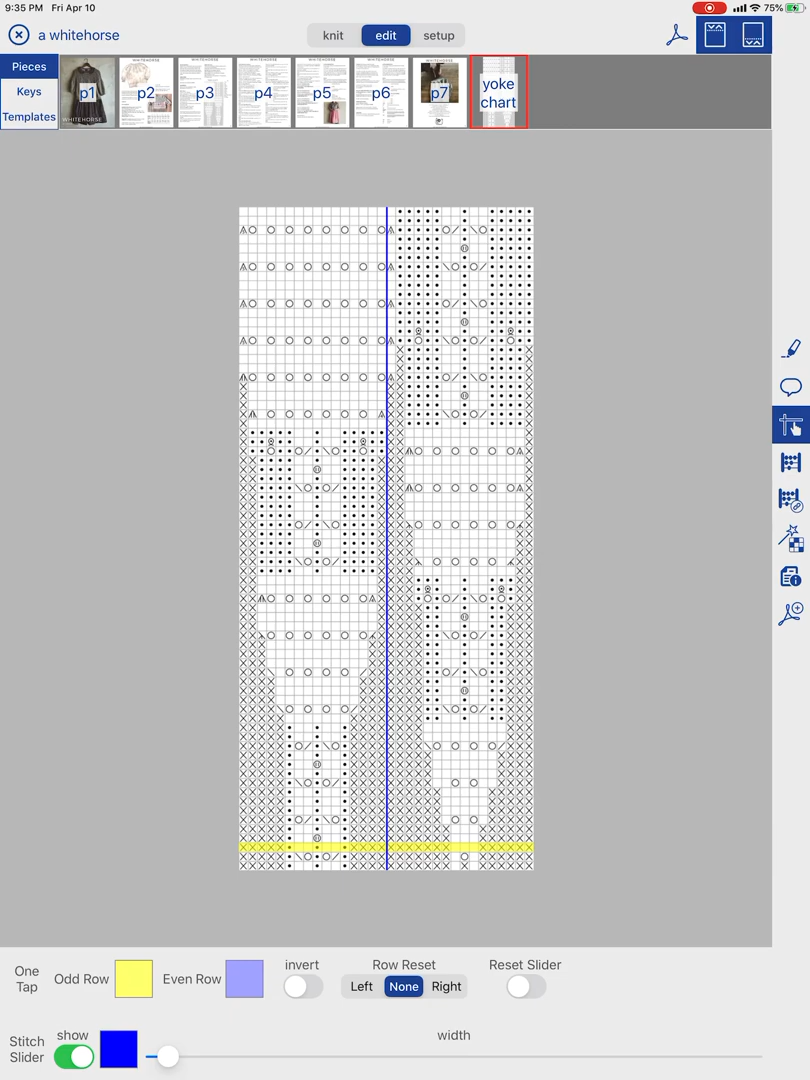 9:35 PM Fri Apr 10
75%
a whitehorse
knit edit setup
Pieces
Keys
Templates
p1 p2 p3 p4 p5 p6 p7 yoke
chart
WHITEHORSE
One
Tap
Odd Row
Even Row
invert
Row Reset
Left None Right
Reset Slider
Stitch
Slider
show
width